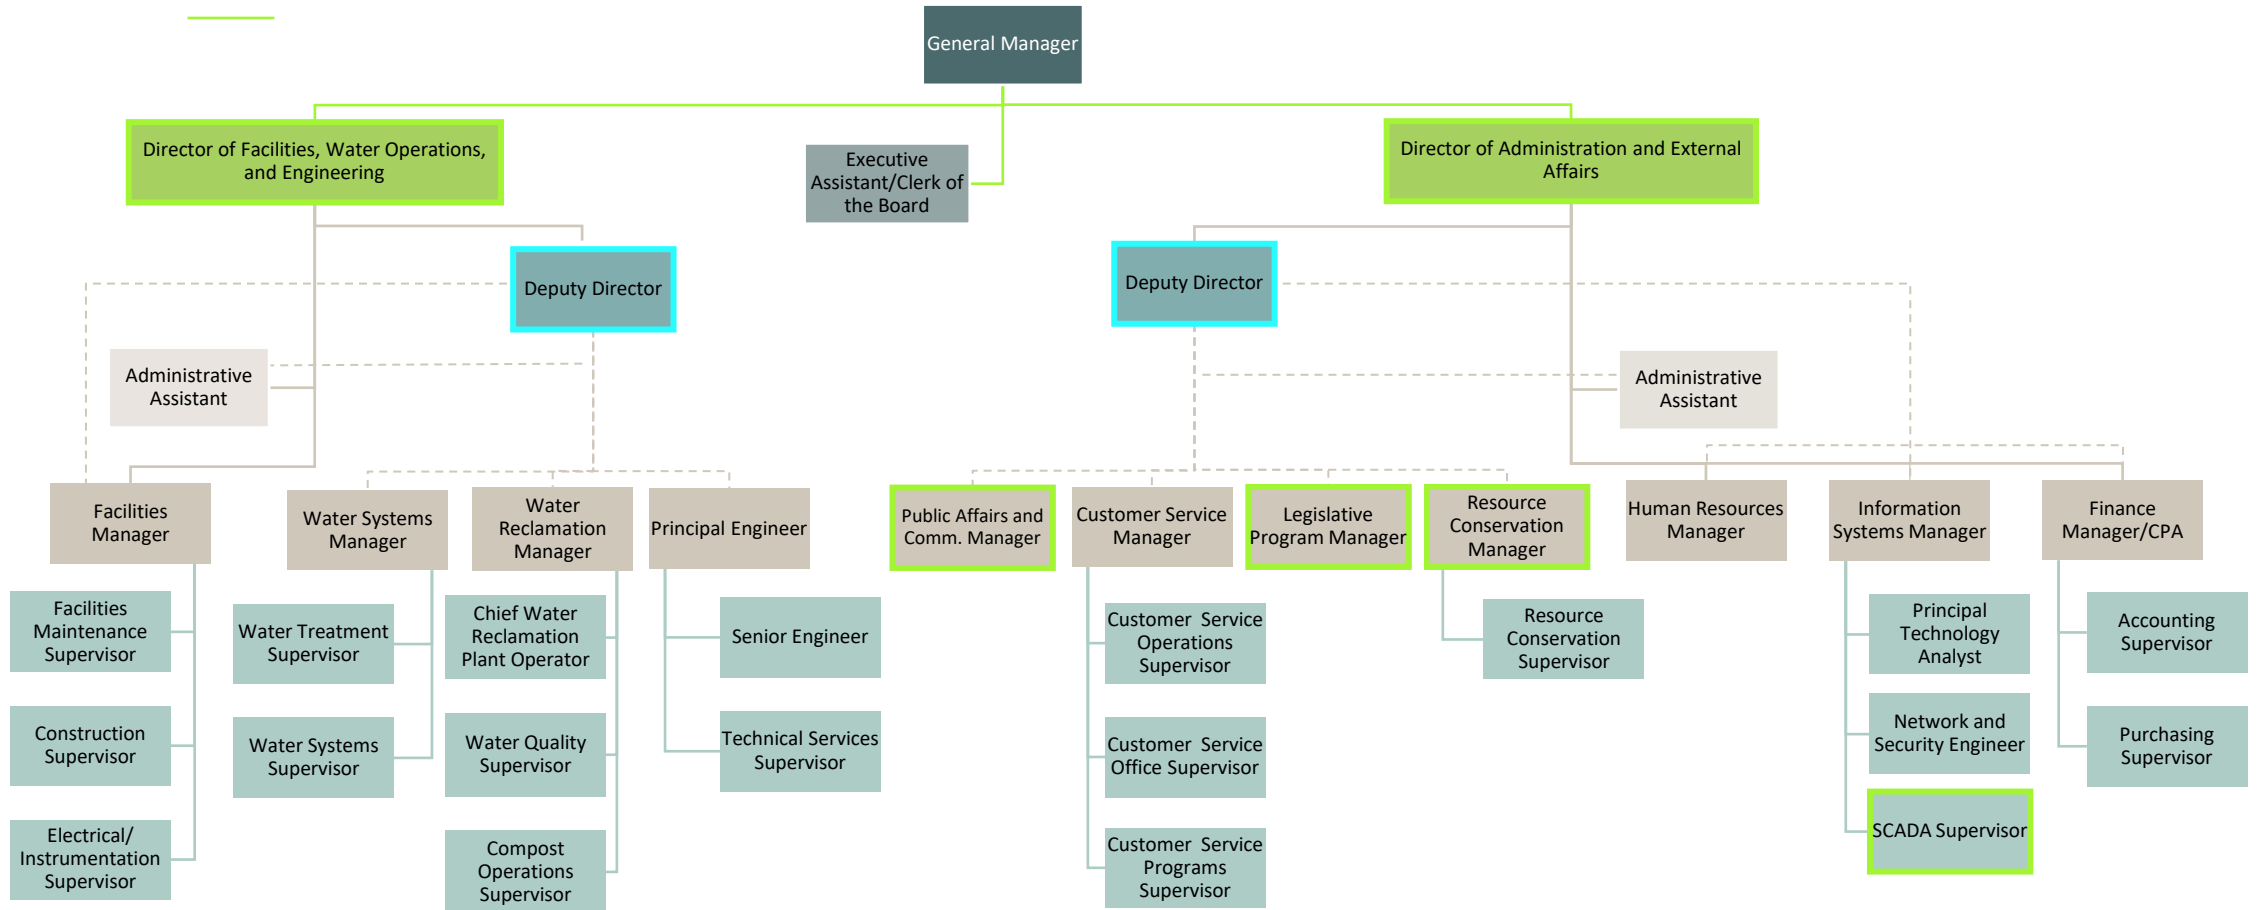 General Manager
Director of Facilities, Water Operations,
and Engineering
Executive
Assistant/Clerk of
the Board
Director of Administration and External
Affairs
Deputy Director
Deputy Director
Administrative
Assistant
Administrative
Assistant
Facilities
Manager
Water Systems
Manager
Water
Reclamation
Manager
Principal Engineer
Public Affairs and
Comm. Manager
Customer Service
Manager
Legislative
Program Manager
Resource
Conservation
Manager
Human Resources
Manager
Information
Systems Manager
Finance
Manager/CPA
Facilities
Maintenance
Supervisor
Water Treatment
Supervisor
Chief Water
Reclamation
Plant Operator
Senior Engineer
Customer Service
Operations
Supervisor
Resource
Conservation
Supervisor
Principal
Technology
Analyst
Accounting
Supervisor
Construction
Supervisor
Water Systems
Supervisor
Water Quality
Supervisor
Technical Services
Supervisor
Customer Service
Office Supervisor
Network and
Security Engineer
Purchasing
Supervisor
Electrical/
Instrumentation
Supervisor
Compost
Operations
Supervisor
Customer Service
Programs
Supervisor
SCADA Supervisor